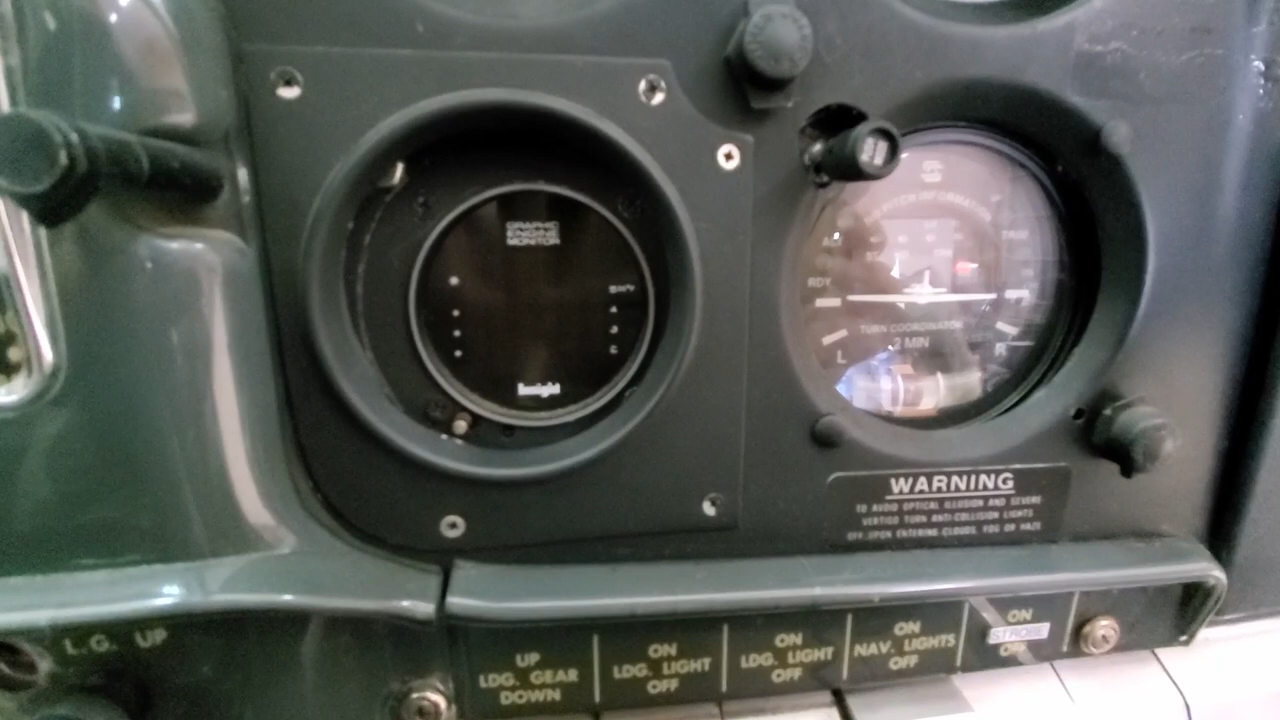 GRAPHIC
ENGINE
MONITOR
Insight
PITCH INFORMATION
RDY
TURN COORDINATOR
2 MIN
L
R
WARNING
TO AVOID OPTICAL ILLUSION AND SEVERE
VERTIGO TURN ANTI-COLLISION LIGHTS
OFF UPON ENTERING CLOUDS, FOG OR HAZE
L.G. UP
UP
LDG. GEAR
DOWN
ON
LDG. LIGHT
OFF
ON
LDG. LIGHT
OFF
ON
NAV. LIGHTS
OFF
ON
STROBE
OFF